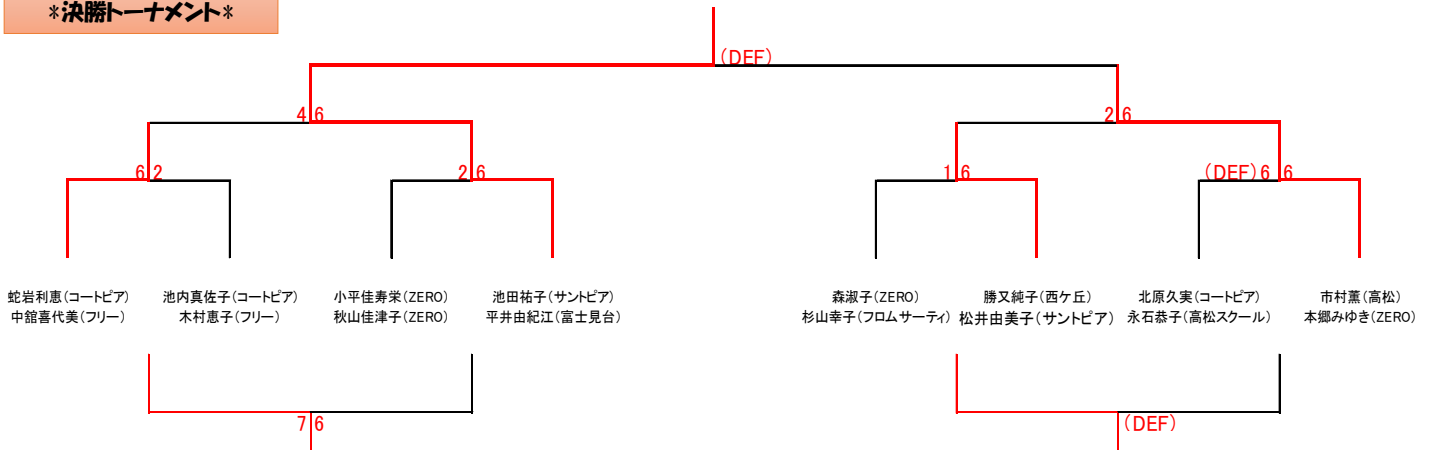 *決勝トーナメント*
(DEF)
4 6
2 6
6 2
2 6
1 6
(DEF) 6 6
蛇岩利恵(コートピア)
中舘喜代美(フリー)
池内真佐子(コートピア)
木村恵子(フリー)
小平佳寿栄(ZERO)
秋山佳津子(ZERO)
池田祐子(サントピア)
平井由紀江(富士見台)
森淑子(ZERO)
杉山幸子(フロムサーティ)
勝又純子(西ケ丘)
松井由美子(サントピア)
北原久実(コートピア)
永石恭子(高松スクール)
市村薫(高松)
本郷みゆき(ZERO)
7 6
(DEF)